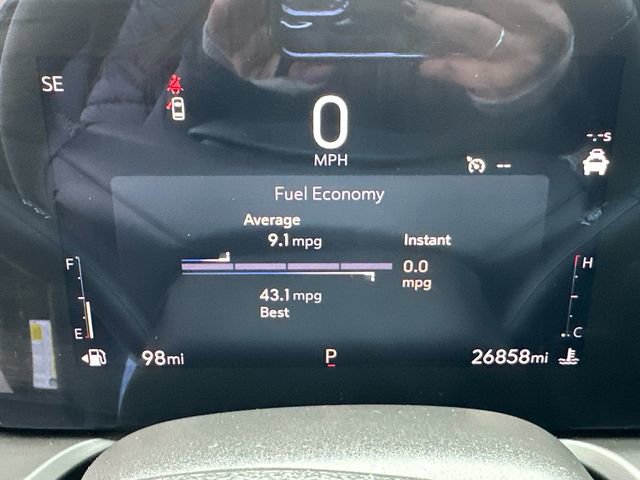 SE
0
MPH
-.-s
--
Fuel Economy
Average
9.1 mpg
Instant
0.0
mpg
43.1 mpg
Best
F
E
H
C
98mi
P
26858mi